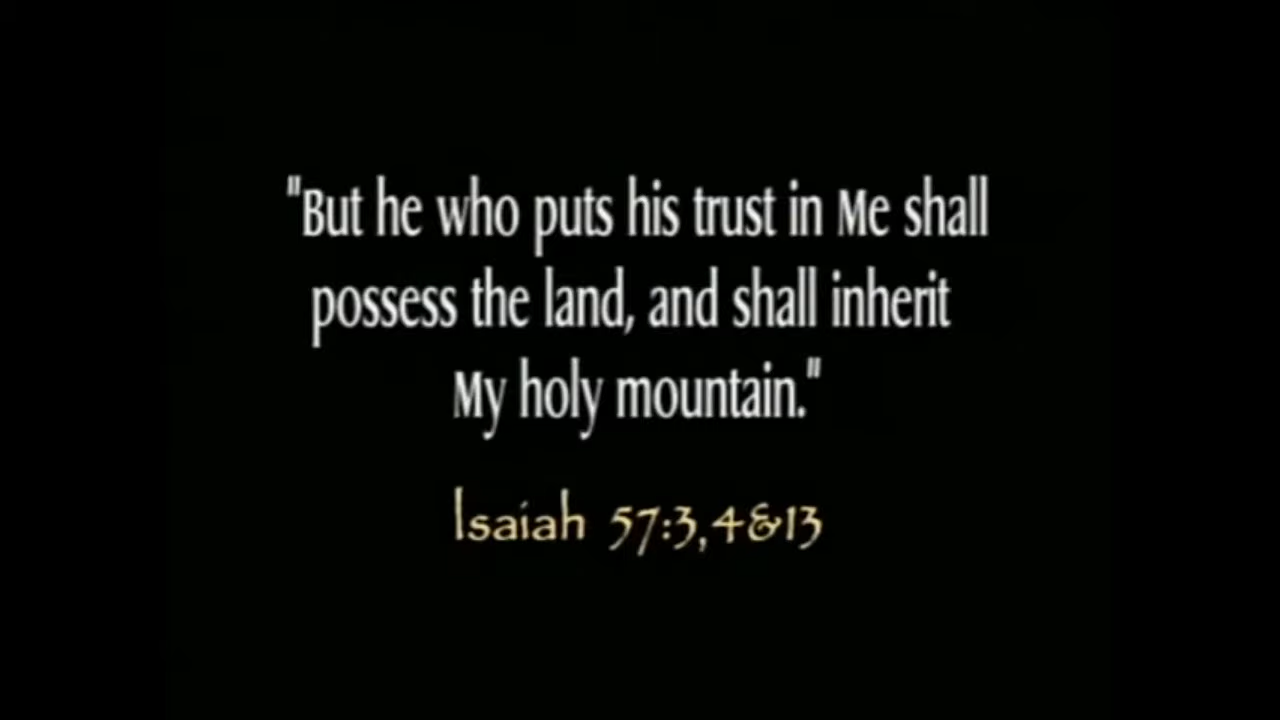 "But he who puts his trust in Me shall
possess the land, and shall inherit
My holy mountain."
Isaiah 57:3,4&13